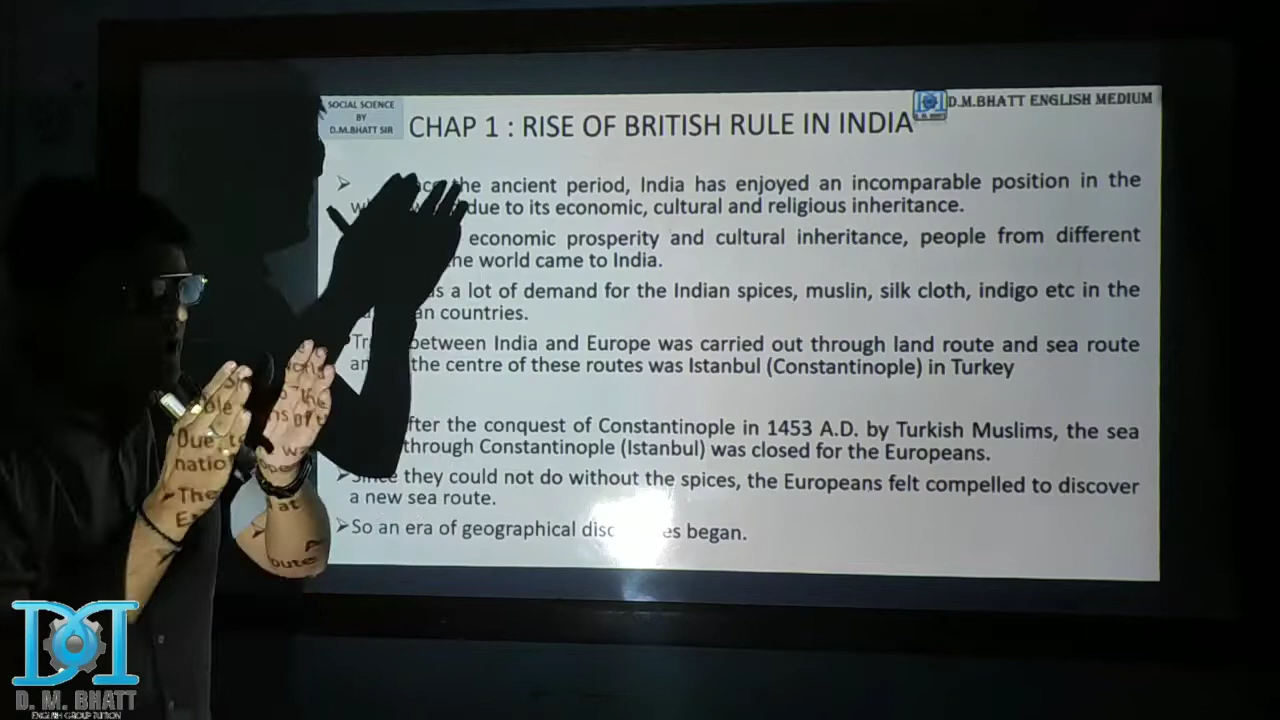 SOCIAL SCIENCE
BY
D.M.BHATT SIR
D.M.BHATT ENGLISH MEDIUM
CHAP 1 : RISE OF BRITISH RULE IN INDIA
the ancient period, India has enjoyed an incomparable position in the
due to its economic, cultural and religious inheritance.
economic prosperity and cultural inheritance, people from different
world came to India.
a lot of demand for the Indian spices, muslin, silk cloth, indigo etc in the
countries.
between India and Europe was carried out through land route and sea route
the centre of these routes was Istanbul (Constantinople) in Turkey
the conquest of Constantinople in 1453 A.D. by Turkish Muslims, the sea
through Constantinople (Istanbul) was closed for the Europeans.
they could not do without the spices, the Europeans felt compelled to discover
a new sea route.
➤So an era of geographical began.
Due
The
D. M. BHATT
ENGLISH GROUP TUITION